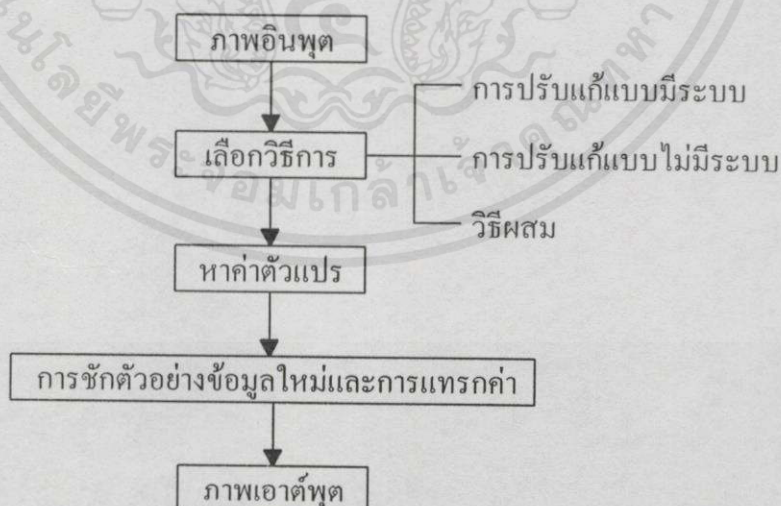 ภาพอินพุต
เลือกวิธีการ
การปรับแก้แบบมีระบบ
การปรับแก้แบบไม่มีระบบ
วิธีผสม
หาค่าตัวแปร
การชักตัวอย่างข้อมูลใหม่และการแทรกค่า
ภาพเอาต์พุต